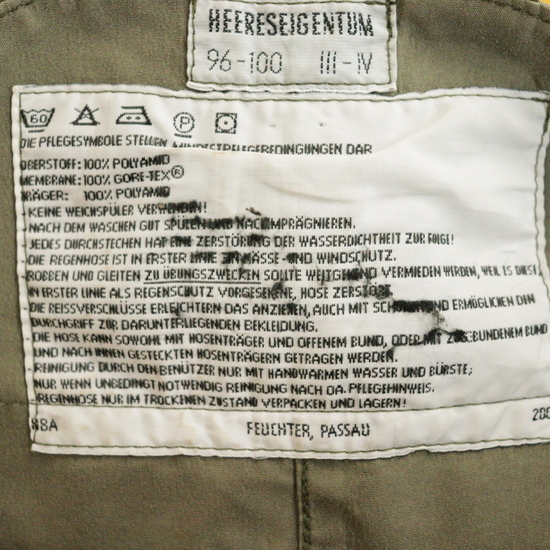 HEERESEIGENTUM
96-100 III-IV
60
P
DIE PFLEGESYMBOLE STELLEN MINDESTPFLEGEBEDINGUNGEN DAR
OBERSTOFF: 100% POLYAMID
MEMBRANE: 100% GORE-TEX®
TRÄGER: 100% POLYAMID
KEINE WEICHSPÜLER VERWENDEN!
NACH DEM WASCHEN GUT SPÜLEN UND NACHIMPRÄGNIEREN.
JEDES DURCHSTECHEN HAT EINE ZERSTÖRUNG DER WASSERDICHTHEIT ZUR FOLGE!
DIE REGENHOSE IST IN ERSTER LINIE EIN NÄSSE- UND WINDSCHUTZ.
ROBBEN UND GLEITEN ZU ÜBUNGSZWECKEN SOLLTE WEITGEHEND VERMIEDEN WERDEN, WEIL IS DIESE,
IN ERSTER LINIE ALS REGENSCHUTZ VORGESEHENE, HOSE ZERSTÖRT.
DIE REISSVERSCHLÜSSE ERLEICHTERN DAS ANZIEHEN, AUCH MIT UND ERMÖGLICHEN DEN
DURCHGRIFF ZUR DARUNTERLIEGENDEN BEKLEIDUNG.
DIE HOSE KANN SOWOHL MIT HOSENTRÄGER UND OFFENEM BUND, ODER MIT ZUGEBUNDENEM BUND
UND NACH INNEN GESTECKTEN HOSENTRÄGERN GETRAGEN WERDEN.
REINIGUNG DURCH DEN BENUTZER NUR MIT HANDWARMEN WASSER UND BÜRSTE;
NUR WENN UNBEDINGT NOTWENDIG REINIGUNG NACH OA. PFLEGEHINWEIS.
REGENHOSE NUR IM TROCKENEN ZUSTAND VERPACKEN UND LAGERN!
FEUCHTER, PASSAU